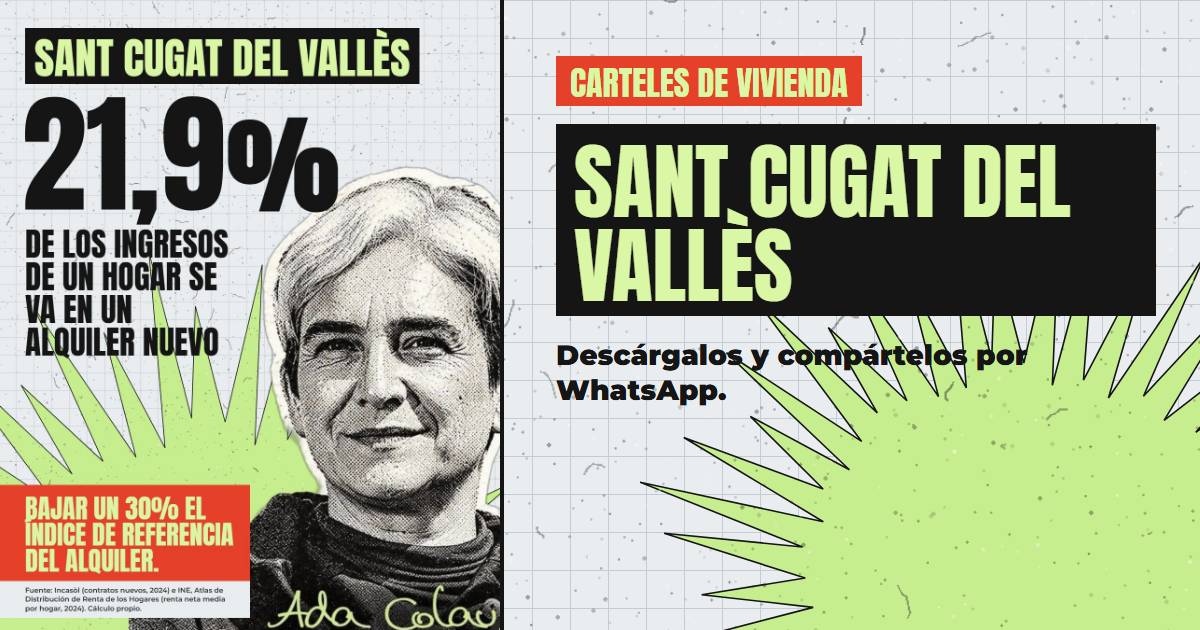 SANT CUGAT DEL VALLÈS
21,9%
DE LOS INGRESOS
DE UN HOGAR SE
VA EN UN
ALQUILER NUEVO
BAJAR UN 30% EL
ÍNDICE DE REFERENCIA
DEL ALQUILER.
Fuente: Incasòl (contratos nuevos, 2024) e INE, Atlas de
Distribución de Renta de los Hogares (renta neta media
por hogar, 2024). Cálculo propio.
Ada Colau
CARTELES DE VIVIENDA
SANT CUGAT DEL
VALLÈS
Descárgalos y compártelos por
WhatsApp.